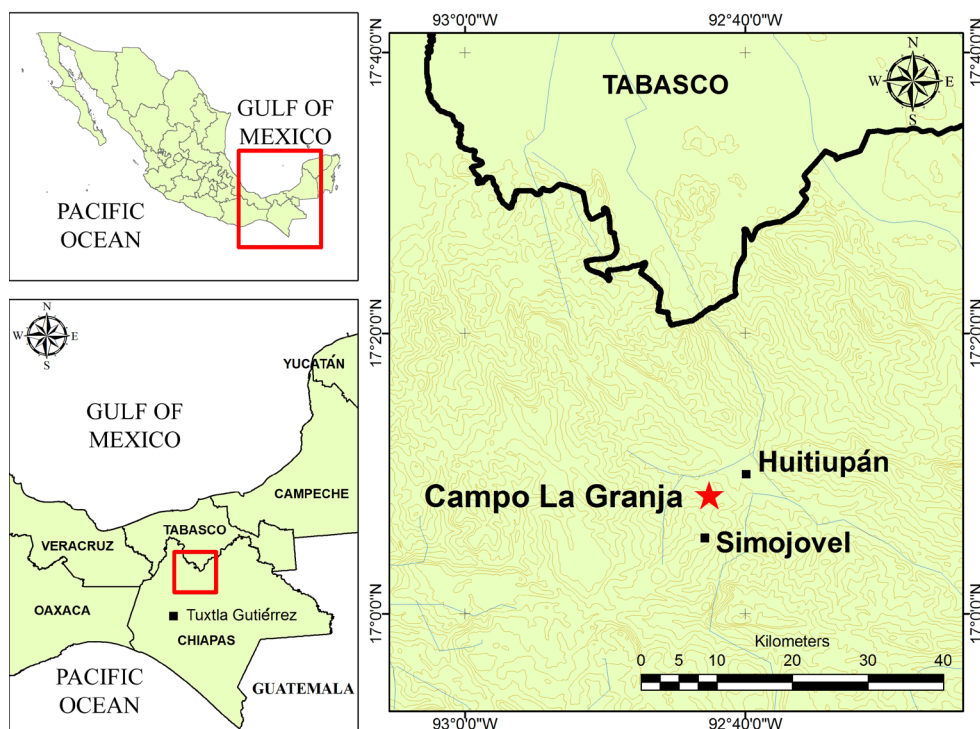 GULF OF
MEXICO
PACIFIC
OCEAN
N
W E
S
YUCATÁN
GULF OF
MEXICO
CAMPECHE
TABASCO
VERACRUZ
OAXACA
Tuxtla Gutiérrez
CHIAPAS
PACIFIC
OCEAN
GUATEMALA
93°0'0"W 92°40'0"W
17°40'0"N 17°40'0"N
TABASCO
N
W E
S
17°20'0"N 17°20'0"N
Huitiupán
Campo La Granja
Simojovel
17°0'0"N 17°0'0"N
Kilometers
0 5 10 20 30 40
93°0'0"W 92°40'0"W